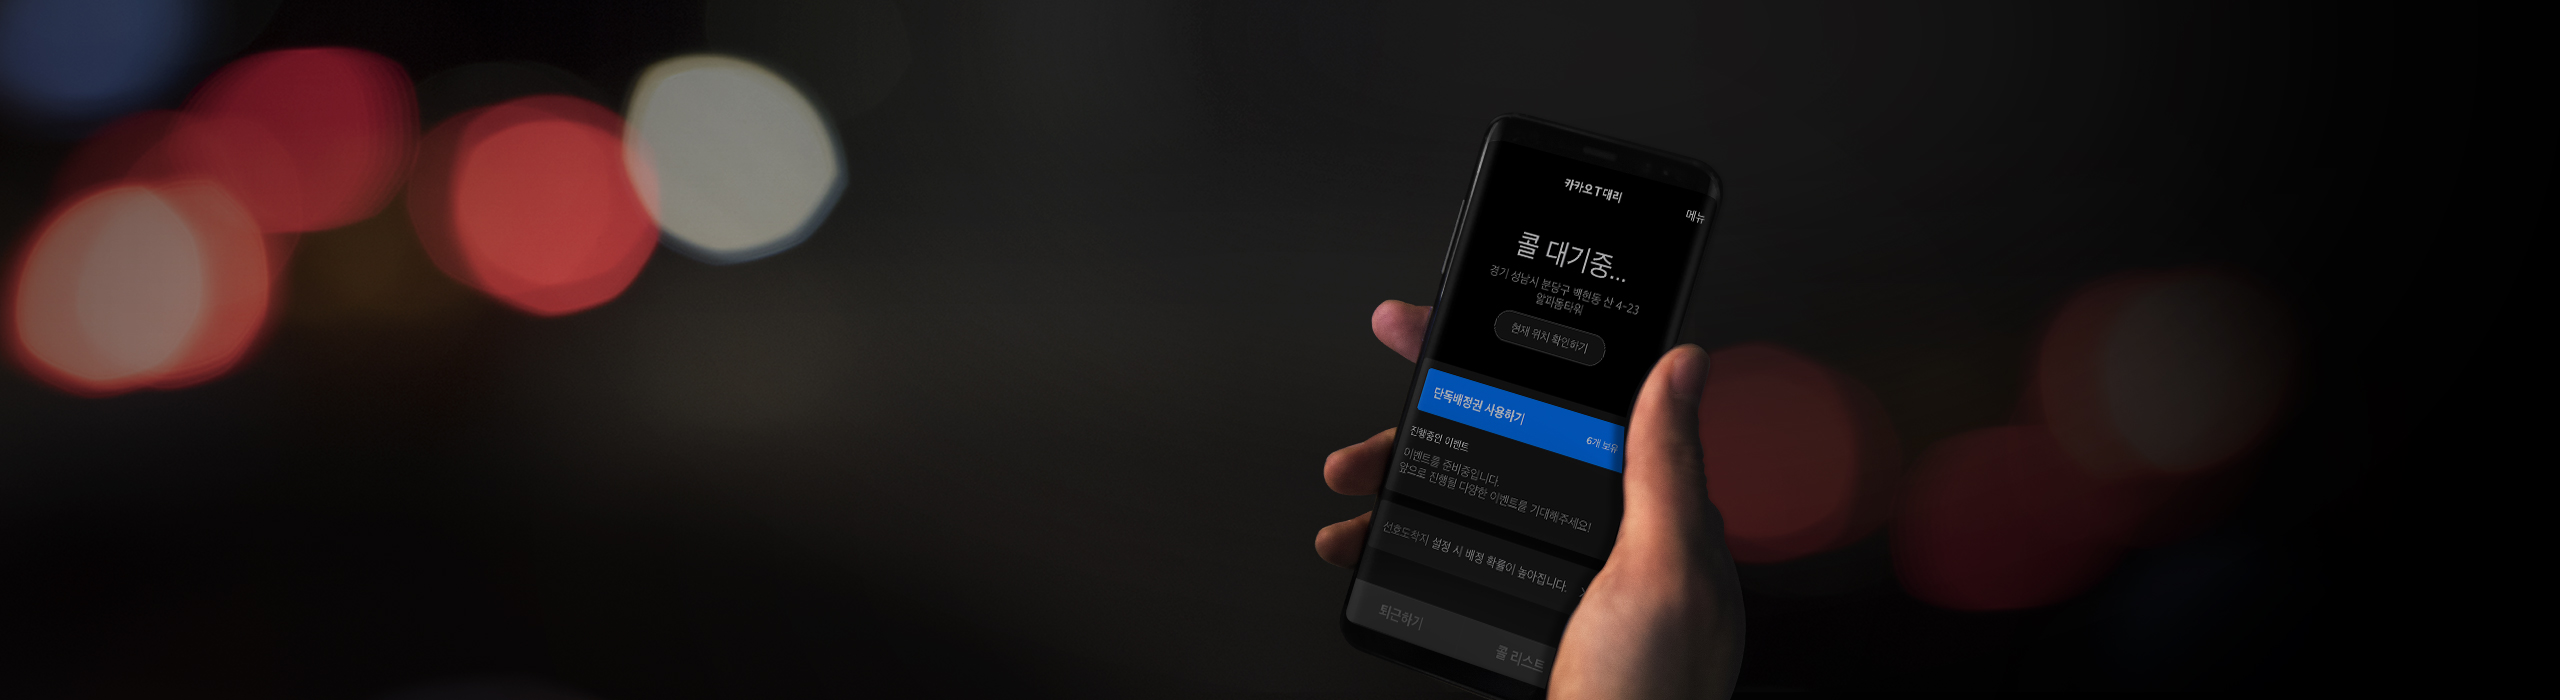 카카오 T 대리
메뉴
콜 대기중...
경기 성남시 분당구 백현동 산 4-23
알파돔타워
현재 위치 확인하기
단독배정권 사용하기
6개 보유
진행중인 이벤트
이벤트를 준비중입니다.
앞으로 진행될 다양한 이벤트를 기대해주세요!
선호도착지 설정 시 배정 확률이 높아집니다.
퇴근하기
콜 리스트